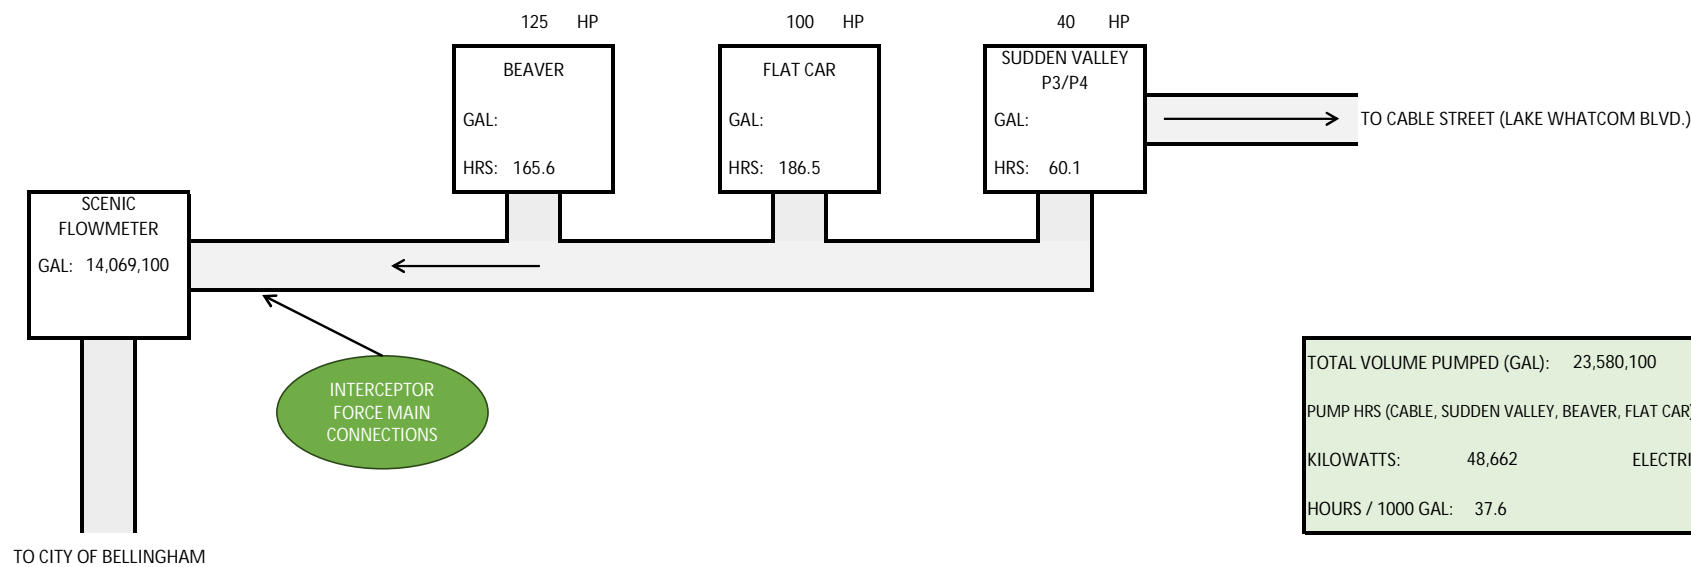 125 HP
100 HP
40 HP
BEAVER
GAL:
HRS: 165.6
FLAT CAR
GAL:
HRS: 186.5
SUDDEN VALLEY
P3/P4
GAL:
HRS: 60.1
TO CABLE STREET (LAKE WHATCOM BLVD.)
SCENIC
FLOWMETER
GAL: 14,069,100
INTERCEPTOR
FORCE MAIN
CONNECTIONS
TO CITY OF BELLINGHAM
TOTAL VOLUME PUMPED (GAL): 23,580,100
PUMP HRS (CABLE, SUDDEN VALLEY, BEAVER, FLAT CAR)
KILOWATTS: 48,662 ELECTRI
HOURS / 1000 GAL: 37.6